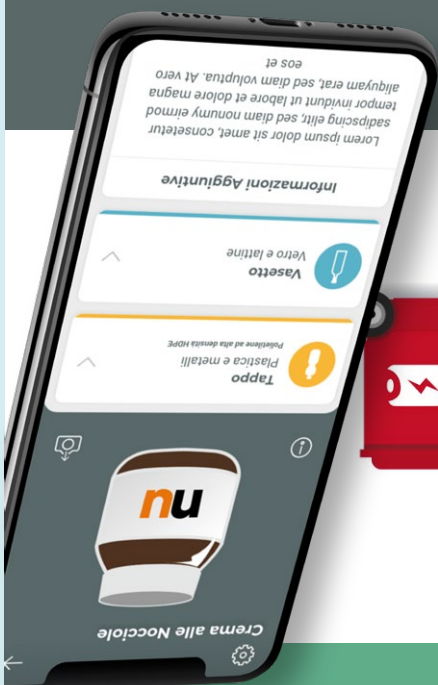 Crema alle Nocciole
nu
Tappo
Plastica e metalli
Polietilene ad alta densità HDPE
Vasetto
Vetro e lattine
Informazioni Aggiuntive
Lorem ipsum dolor sit amet, consetetur
sadipscing elitr, sed diam nonumy eirmod
tempor invidunt ut labore et dolore magna
aliquyam erat, sed diam voluptua. At vero
eos et